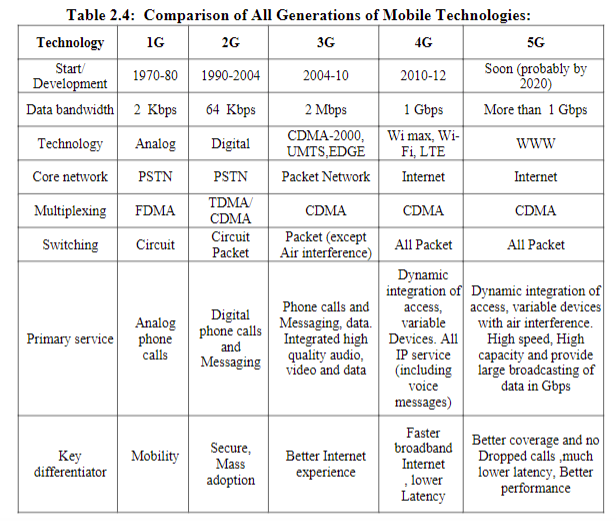 Table 2.4: Comparison of All Generations of Mobile Technologies:
Technology 1G 2G 3G 4G 5G
Start/
Development 1970-80 1990-2004 2004-10 2010-12 Soon (probably by
2020)
Data bandwidth 2 Kbps 64 Kbps 2 Mbps 1 Gbps More than 1 Gbps
Technology Analog Digital CDMA-2000,
UMTS,EDGE Wi max, Wi-
Fi, LTE WWW
Core network PSTN PSTN Packet Network Internet Internet
Multiplexing FDMA TDMA/
CDMA CDMA CDMA CDMA
Switching Circuit Circuit
Packet Packet (except
Air interference) All Packet All Packet
Primary service
Analog
phone
calls
Digital
phone calls
and
Messaging
Phone calls and
Messaging, data.
Integrated high
quality audio,
video and data
Dynamic
integration of
access,
variable
Devices. All
IP service
(including
voice
messages)
Dynamic integration of
access, variable devices
with air interference.
High speed, High
capacity and provide
large broadcasting of
data in Gbps
Key
differentiator
Mobility
Secure,
Mass
adoption
Better Internet
experience
Faster
broadband
Internet
, lower
Latency
Better coverage and no
Dropped calls ,much
lower latency, Better
performance